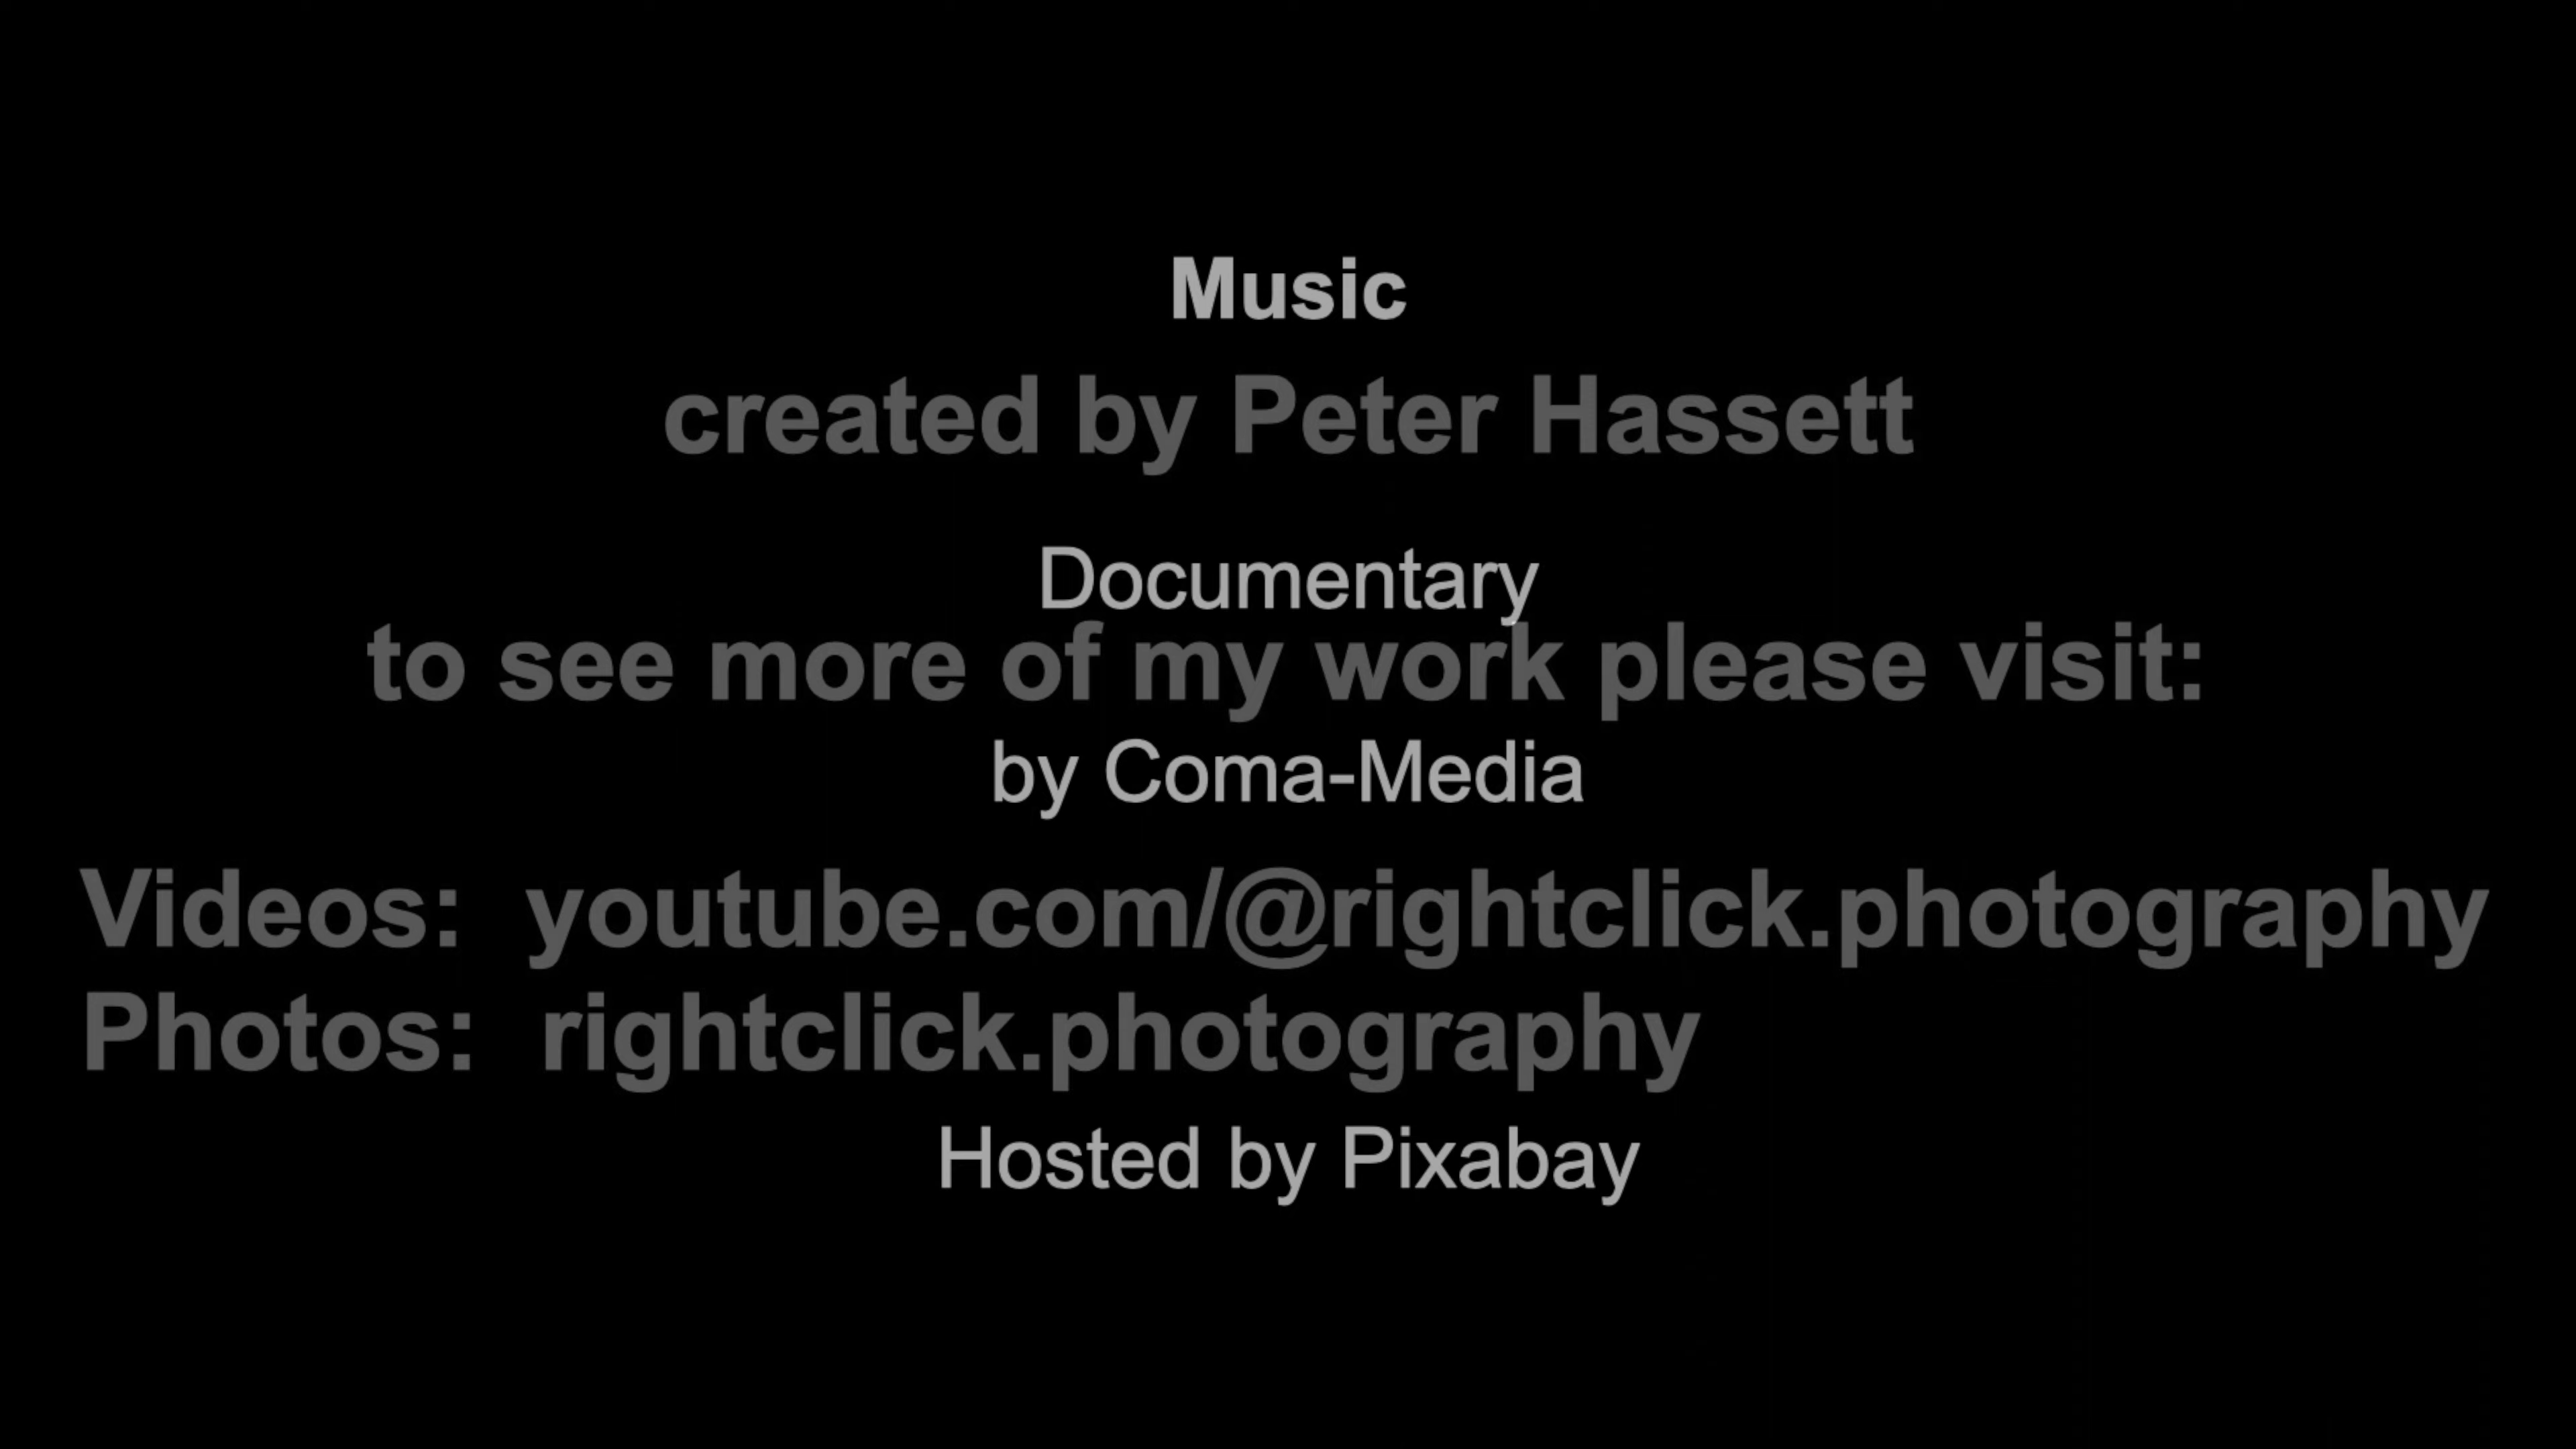 Music
created by Peter Hassett
Documentary
to see more of my work please visit:
by Coma-Media
Videos: youtube.com/@rightclick.photography
Photos: rightclick.photography
Hosted by Pixabay